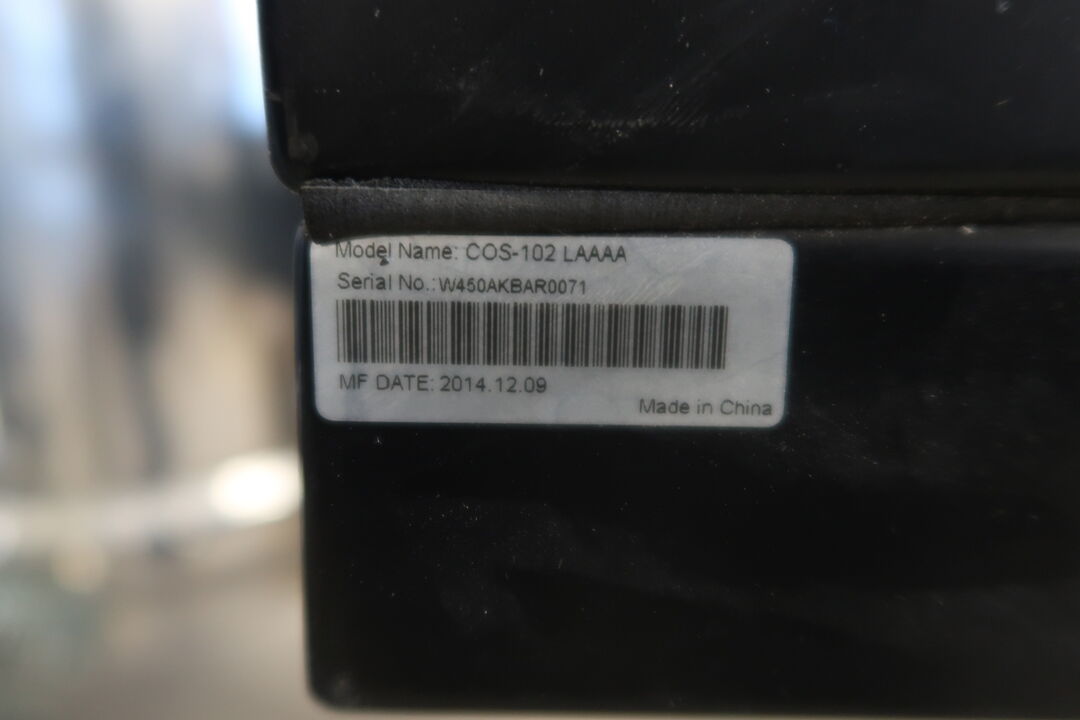 Model Name: COS-102 LAAAA
Serial No.:W450AKBAR0071
MF DATE: 2014.12.09
Made in China